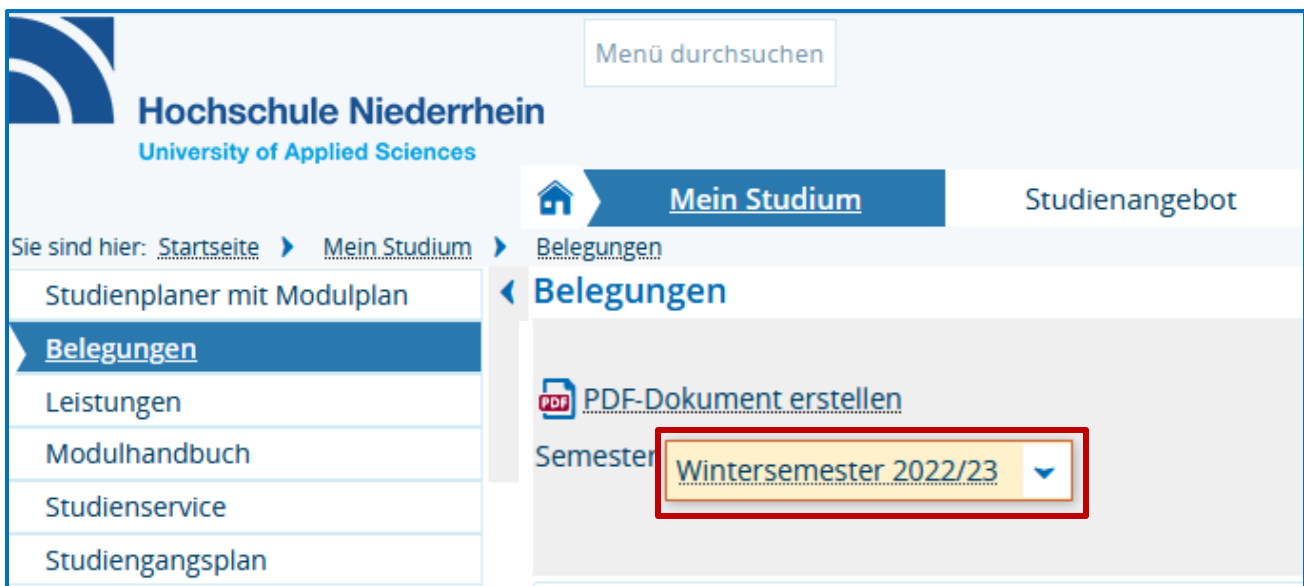 Menü durchsuchen
Hochschule Niederrhein
University of Applied Sciences
Mein Studium
Studienangebot
Sie sind hier: Startseite Mein Studium Belegungen
Studienplaner mit Modulplan
Belegungen
Leistungen
Modulhandbuch
Studienservice
Studiengangsplan
Belegungen
PDF PDF-Dokument erstellen
Semester Wintersemester 2022/23